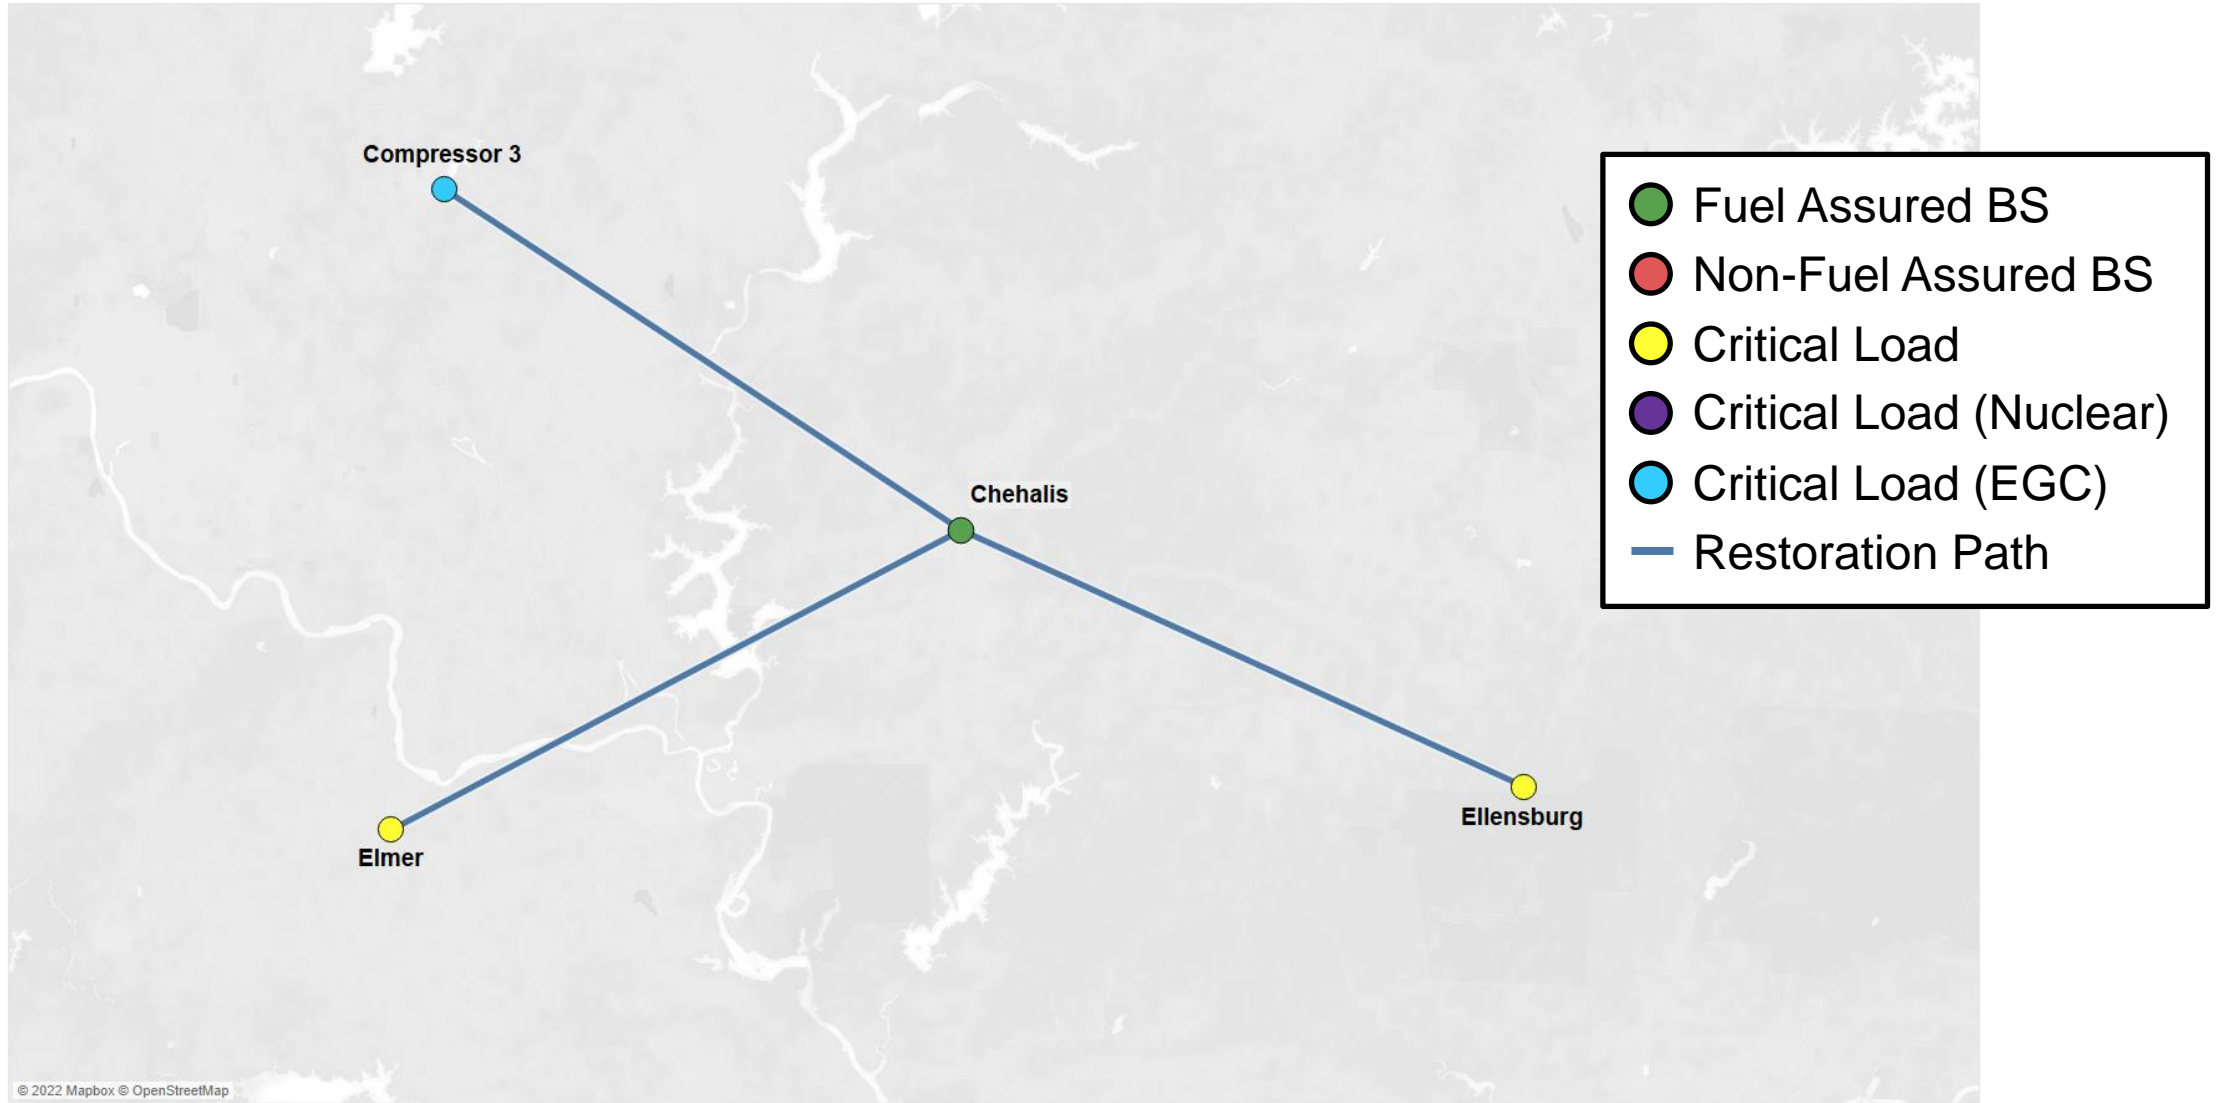 Compressor 3
Chehalis
Ellensburg
Elmer
Fuel Assured BS
Non-Fuel Assured BS
Critical Load
Critical Load (Nuclear)
Critical Load (EGC)
Restoration Path
© 2022 Mapbox © OpenStreetMap